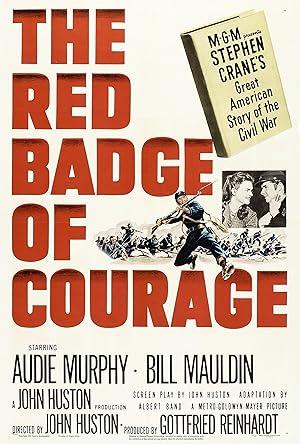 THE
RED
BADGE
OF
COURAGE
M-G-M presents
STEPHEN
CRANE'S
Great
American
Story of the
Civil War
STARRING
AUDIE MURPHY · BILL MAULDIN
A JOHN HUSTON PRODUCTION
SCREEN PLAY BY JOHN HUSTON
ADAPTATION BY ALBERT BAND
A METRO-GOLDWYN-MAYER PICTURE
DIRECTED BY JOHN HUSTON
PRODUCED BY GOTTFRIED REINHARDT